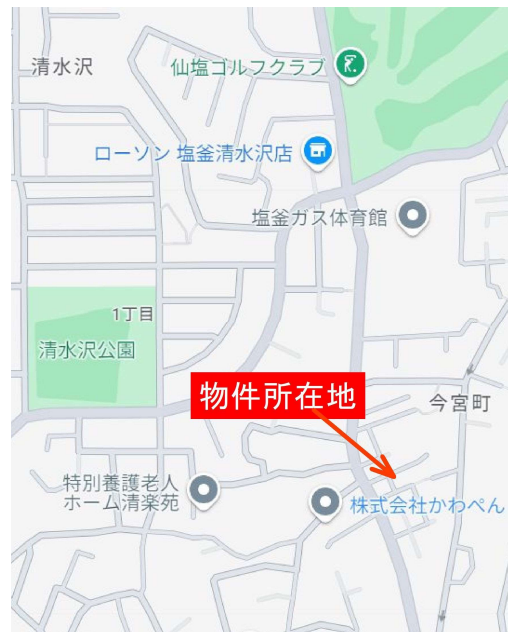 清水沢
仙塩ゴルフクラブ
ローソン 塩釜清水沢店
塩釜ガス体育館
1丁目
清水沢公園
物件所在地
今宮町
特別養護老人
ホーム清楽苑
株式会社かわぺん